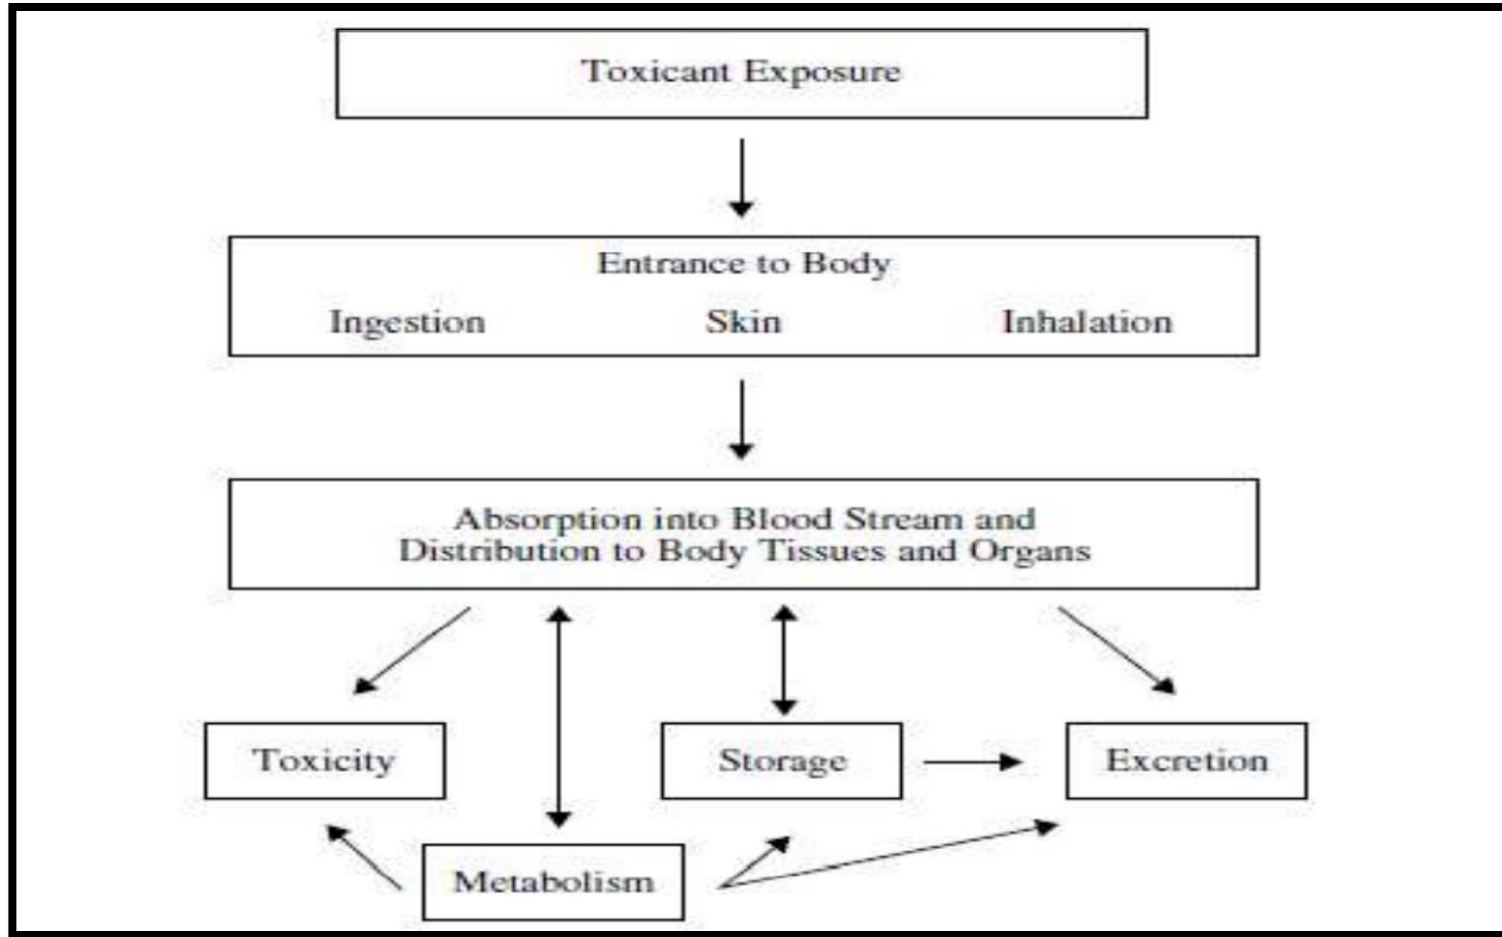 Toxicant Exposure
Entrance to Body
Ingestion Skin Inhalation
Absorption into Blood Stream and
Distribution to Body Tissues and Organs
Toxicity Storage Excretion
Metabolism